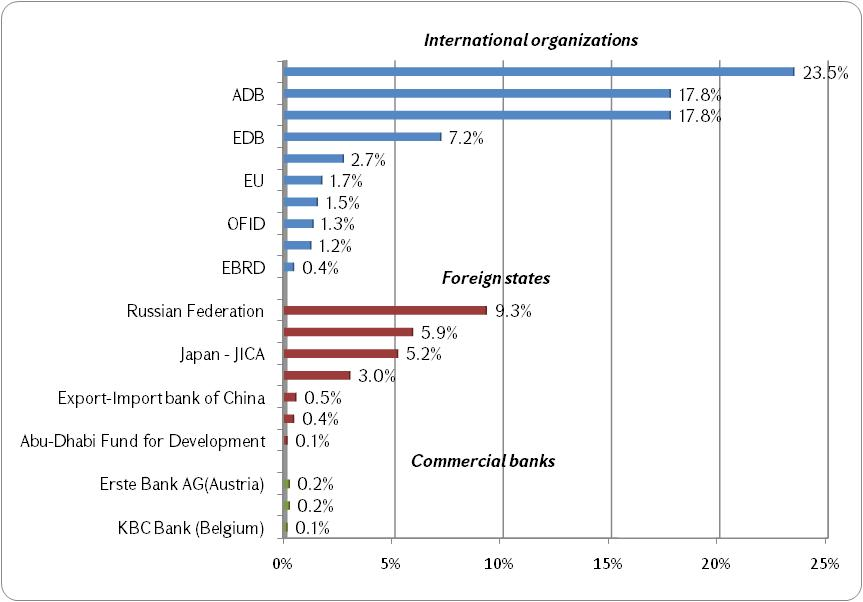 International organizations
23.5%
ADB 17.8%
17.8%
EDB 7.2%
2.7%
EU 1.7%
1.5%
OFID 1.3%
1.2%
EBRD 0.4%
Foreign states
Russian Federation 9.3%
5.9%
Japan - JICA 5.2%
3.0%
Export-Import bank of China 0.5%
0.4%
Abu-Dhabi Fund for Development 0.1%
Commercial banks
Erste Bank AG(Austria) 0.2%
0.2%
KBC Bank (Belgium) 0.1%
0% 5% 10% 15% 20% 25%